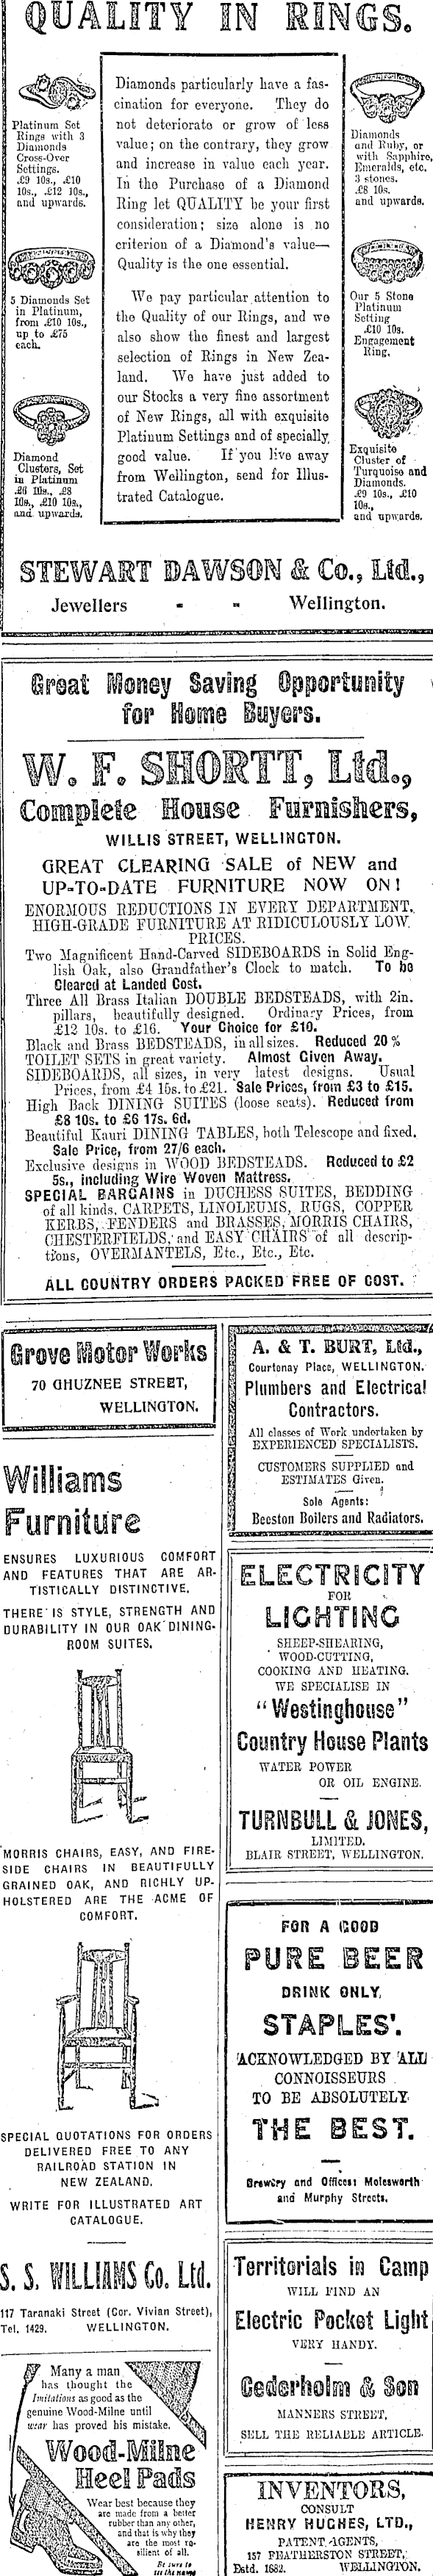 QUALITY IN RINGS.
Platinum Set
Rings with 3
Diamonds
Cross-Over
Settings.
£9 10s., £10
10s., £12 10s.,
and upwards.
5 Diamonds Set
in Platinum,
from £10 10s.,
up to £75
each.
Diamond
Clusters, Set
in Platinum
£6 10s., £8
10s., £10 10s.,
and upwards.
Diamonds particularly have a fas-
cination for everyone. They do
not deteriorate or grow of less
value; on the contrary, they grow
and increase in value each year.
In the Purchase of a Diamond
Ring let QUALITY be your first
consideration; size alone is no
criterion of a Diamond's value—
Quality is the one essential.
We pay particular attention to
the Quality of our Rings, and we
also show the finest and largest
selection of Rings in New Zea-
land. We have just added to
our Stocks a very fine assortment
of New Rings, all with exquisite
Platinum Settings and of specially
good value. If you live away
from Wellington, send for Illus-
trated Catalogue.
Diamonds
and Ruby, or
with Sapphire,
Emeralds, etc.
3 stones.
£8 10s.
and upwards.
Our 5 Stone
Platinum
Setting
£10 10s.
Engagement
Ring.
Exquisite
Cluster of
Turquoise and
Diamonds.
£9 10s., £10
10s.,
and upwards.
STEWART DAWSON & Co., Ltd.,
Jewellers - - Wellington.
Great Money Saving Opportunity
for Home Buyers.
W. F. SHORTT, Ltd.,
Complete House Furnishers,
WILLIS STREET, WELLINGTON.
GREAT CLEARING SALE of NEW and
UP-TO-DATE FURNITURE NOW ON!
ENORMOUS REDUCTIONS IN EVERY DEPARTMENT.
HIGH-GRADE FURNITURE AT RIDICULOUSLY LOW
PRICES.
Two Magnificent Hand-Carved SIDEBOARDS in Solid Eng-
lish Oak, also Grandfather's Clock to match. To be
Cleared at Landed Cost.
Three All Brass Italian DOUBLE BEDSTEADS, with 2in.
pillars, beautifully designed. Ordinary Prices, from
£12 10s. to £16. Your Choice for £10.
Black and Brass BEDSTEADS, in all sizes. Reduced 20%
TOILET SETS in great variety. Almost Given Away.
SIDEBOARDS, all sizes, in very latest designs. Usual
Prices, from £4 15s. to £21. Sale Prices, from £3 to £15.
High Back DINING SUITES (loose seats). Reduced from
£8 10s. to £6 17s. 6d.
Beautiful Kauri DINING TABLES, both Telescope and fixed.
Sale Price, from 27/6 each.
Exclusive designs in WOOD BEDSTEADS. Reduced to £2
5s., including Wire Woven Mattress.
SPECIAL BARGAINS in DUCHESS SUITES, BEDDING
of all kinds. CARPETS, LINOLEUMS, RUGS, COPPER
KERBS, FENDERS and BRASSES, MORRIS CHAIRS,
CHESTERFIELDS, and EASY CHAIRS of all descrip-
tions, OVERMANTELS, Etc., Etc., Etc.
ALL COUNTRY ORDERS PACKED FREE OF COST.
Grove Motor Works
70 GHUZNEE STREET,
WELLINGTON.
Williams
Furniture
ENSURES LUXURIOUS COMFORT
AND FEATURES THAT ARE AR-
TISTICALLY DISTINCTIVE.
THERE IS STYLE, STRENGTH AND
DURABILITY IN OUR OAK DINING-
ROOM SUITES.
MORRIS CHAIRS, EASY, AND FIRE-
SIDE CHAIRS IN BEAUTIFULLY
GRAINED OAK, AND RICHLY UP-
HOLSTERED ARE THE ACME OF
COMFORT.
SPECIAL QUOTATIONS FOR ORDERS
DELIVERED FREE TO ANY
RAILROAD STATION IN
NEW ZEALAND.
WRITE FOR ILLUSTRATED ART
CATALOGUE.
S. S. WILLIAMS Co. Ltd.
117 Taranaki Street (Cor. Vivian Street),
Tel. 1429. WELLINGTON.
Many a man
has thought the
Imitations as good as the
genuine Wood-Milne until
wear has proved his mistake.
Wood-Milne
Heel Pads
Wear best because they
are made from a better
rubber than any other,
and that is why they
are the most re-
silient of all.
Be sure to
see the name
A. & T. BURT, Ltd.,
Courtenay Place, WELLINGTON.
Plumbers and Electrical
Contractors.
All classes of Work undertaken by
EXPERIENCED SPECIALISTS.
CUSTOMERS SUPPLIED and
ESTIMATES Given.
Sole Agents:
Beeston Boilers and Radiators.
ELECTRICITY
FOR
LIGHTING
SHEEP-SHEARING,
WOOD-CUTTING,
COOKING AND HEATING.
WE SPECIALISE IN
"Westinghouse"
Country House Plants
WATER POWER
OR OIL ENGINE.
TURNBULL & JONES,
LIMITED.
BLAIR STREET, WELLINGTON.
FOR A GOOD
PURE BEER
DRINK ONLY,
STAPLES'.
ACKNOWLEDGED BY ALL
CONNOISSEURS
TO BE ABSOLUTELY
THE BEST.
Brewery and Offices: Molesworth
and Murphy Streets.
Territorials in Camp
WILL FIND AN
Electric Pocket Light
VERY HANDY.
Cederholm & Son
MANNERS STREET,
SELL THE RELIABLE ARTICLE.
INVENTORS,
CONSULT
HENRY HUGHES, LTD.,
PATENT AGENTS,
157 FEATHERSTON STREET,
Estd. 1882. WELLINGTON.